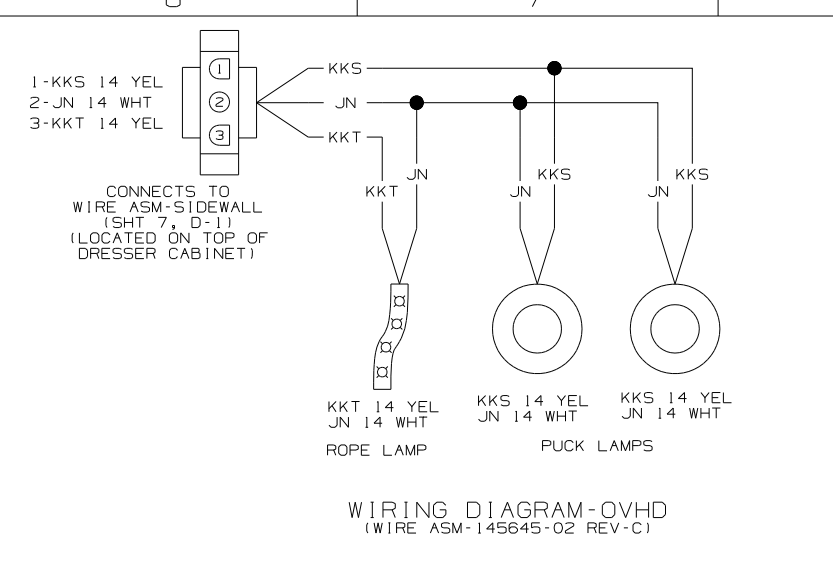 1-KKS 14 YEL
2-JN 14 WHT
3-KKT 14 YEL
1
2
3
KKS
JN
KKT
CONNECTS TO
WIRE ASM-SIDEWALL
(SHT 7, D-1)
(LOCATED ON TOP OF
DRESSER CABINET)
KKT
JN
JN
KKS
JN
KKS
KKT 14 YEL
JN 14 WHT
ROPE LAMP
KKS 14 YEL
JN 14 WHT
KKS 14 YEL
JN 14 WHT
PUCK LAMPS
WIRING DIAGRAM-OVHD
(WIRE ASM-145645-02 REV-C)